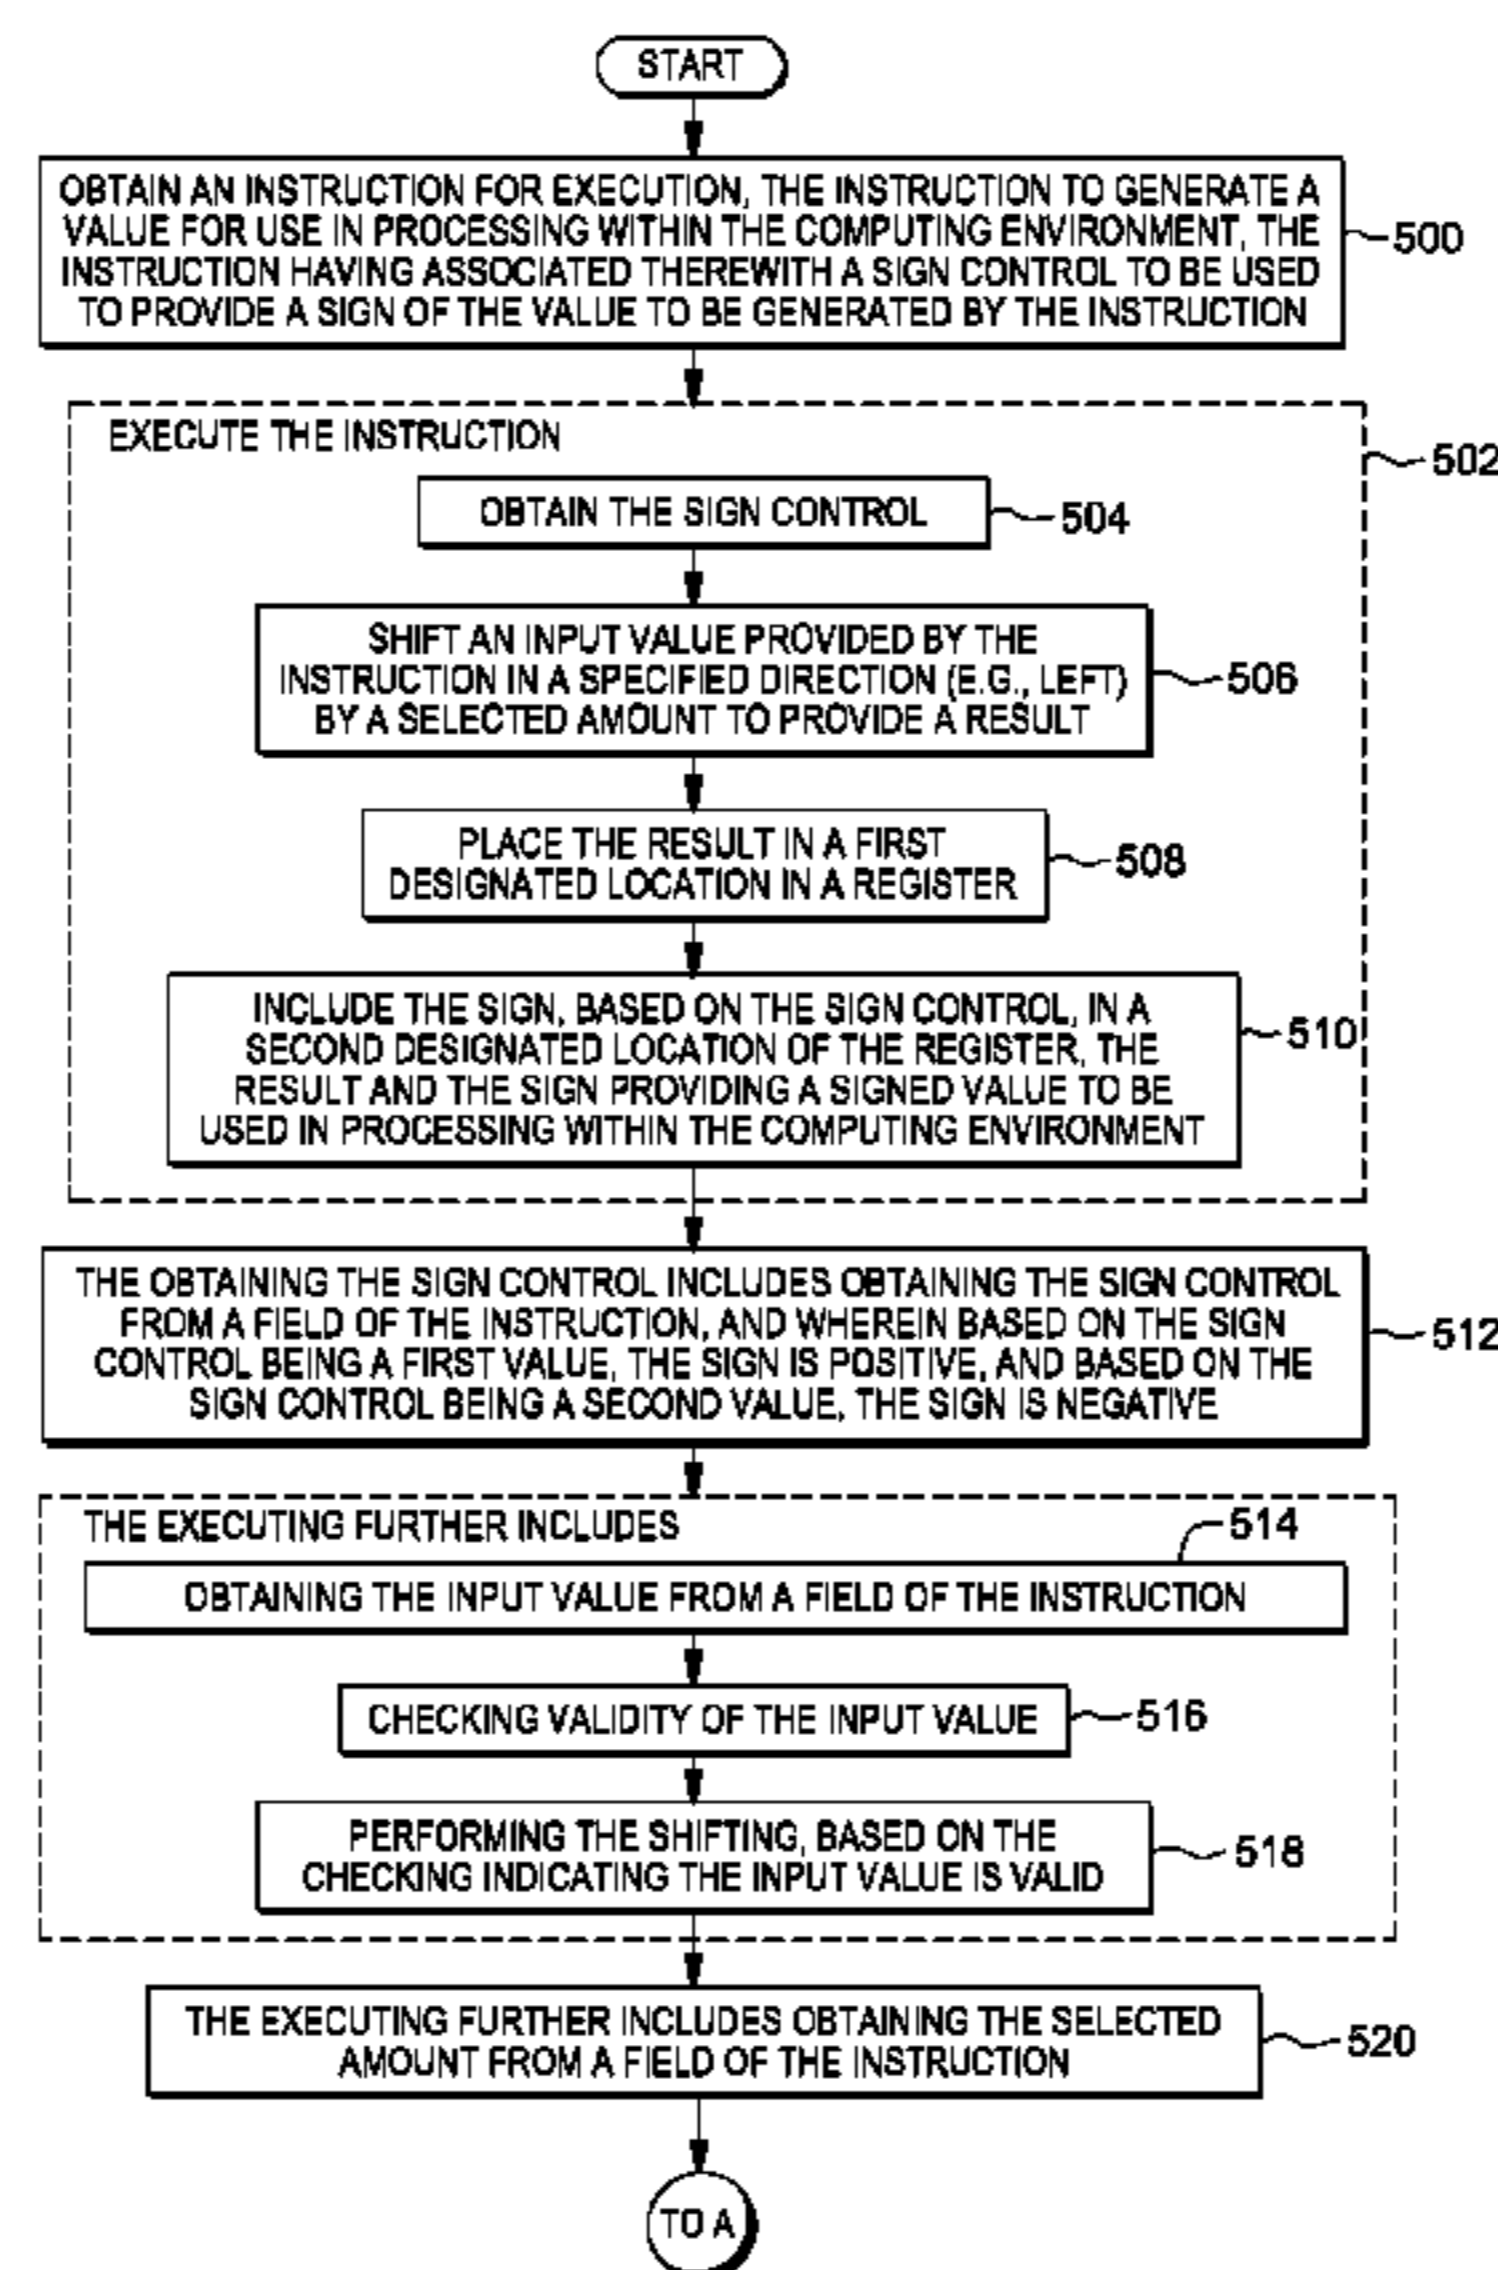 START
OBTAIN AN INSTRUCTION FOR EXECUTION, THE INSTRUCTION TO GENERATE A
VALUE FOR USE IN PROCESSING WITHIN THE COMPUTING ENVIRONMENT, THE
INSTRUCTION HAVING ASSOCIATED THEREWITH A SIGN CONTROL TO BE USED
TO PROVIDE A SIGN OF THE VALUE TO BE GENERATED BY THE INSTRUCTION
500
EXECUTE THE INSTRUCTION
502
OBTAIN THE SIGN CONTROL
504
SHIFT AN INPUT VALUE PROVIDED BY THE
INSTRUCTION IN A SPECIFIED DIRECTION (E.G., LEFT)
BY A SELECTED AMOUNT TO PROVIDE A RESULT
506
PLACE THE RESULT IN A FIRST
DESIGNATED LOCATION IN A REGISTER
508
INCLUDE THE SIGN, BASED ON THE SIGN CONTROL, IN A
SECOND DESIGNATED LOCATION OF THE REGISTER, THE
RESULT AND THE SIGN PROVIDING A SIGNED VALUE TO BE
USED IN PROCESSING WITHIN THE COMPUTING ENVIRONMENT
510
THE OBTAINING THE SIGN CONTROL INCLUDES OBTAINING THE SIGN CONTROL
FROM A FIELD OF THE INSTRUCTION, AND WHEREIN BASED ON THE SIGN
CONTROL BEING A FIRST VALUE, THE SIGN IS POSITIVE, AND BASED ON THE
SIGN CONTROL BEING A SECOND VALUE, THE SIGN IS NEGATIVE
512
THE EXECUTING FURTHER INCLUDES
514
OBTAINING THE INPUT VALUE FROM A FIELD OF THE INSTRUCTION
CHECKING VALIDITY OF THE INPUT VALUE
516
PERFORMING THE SHIFTING, BASED ON THE
CHECKING INDICATING THE INPUT VALUE IS VALID
518
THE EXECUTING FURTHER INCLUDES OBTAINING THE SELECTED
AMOUNT FROM A FIELD OF THE INSTRUCTION
520
TO A